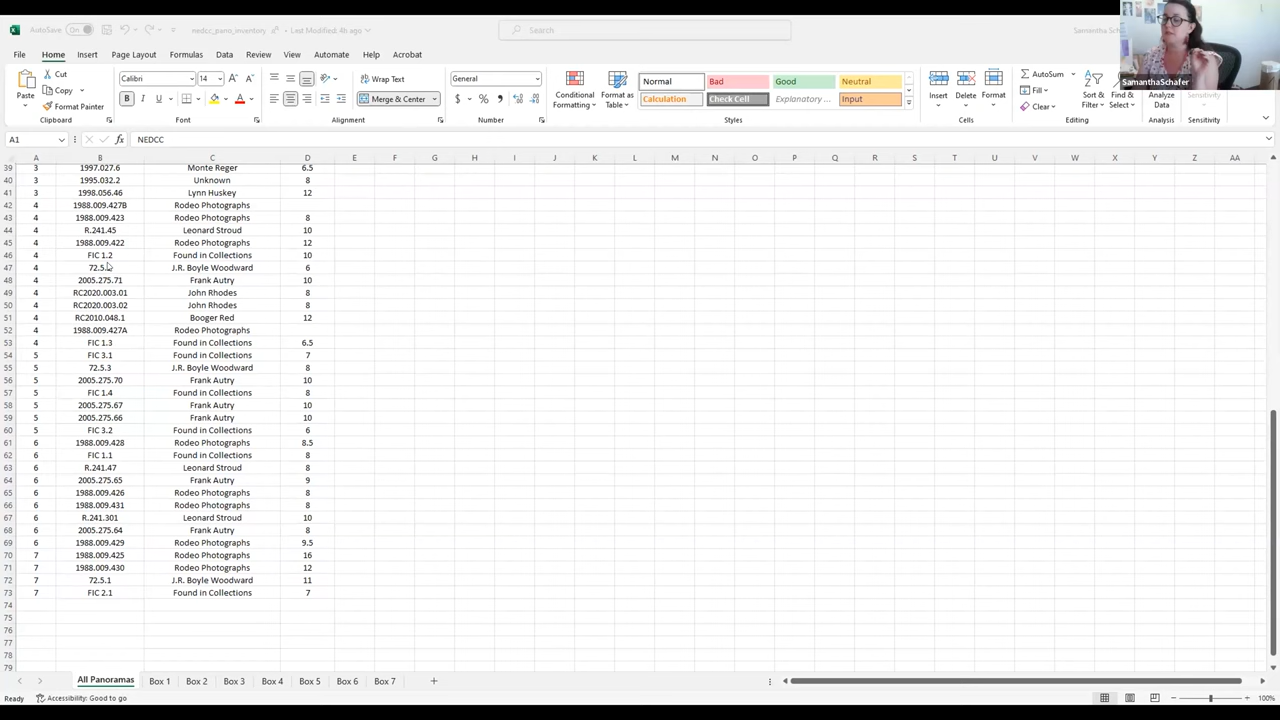 AutoSave On nedcc_pano_inventory • Last Modified: 4h ago Search Samantha Sc
File Home Insert Page Layout Formulas Data Review View Automate Help Acrobat
SamanthaSchafer
Paste Cut Copy Format Painter Clipboard
Calibri 14 Font
Wrap Text Merge & Center Alignment
General Number
Conditional Formatting Format as Table
Normal Bad Good Neutral
Calculation Check Cell Explanatory ... Input
Styles
Insert Delete Format Cells
AutoSum Fill Clear Sort & Filter Find & Select Editing
Analyze Data Analysis
Sensitivity Sensitivity
A1 NEDCC
A B C D E F G H I J K L M N O P Q R S T U V W X Y Z AA
39 3 1997.027.6 Monte Reger 6.5
40 3 1995.032.2 Unknown 8
41 3 1998.056.46 Lynn Huskey 12
42 4 1988.009.427B Rodeo Photographs
43 4 1988.009.423 Rodeo Photographs 8
44 4 R.241.45 Leonard Stroud 10
45 4 1988.009.422 Rodeo Photographs 12
46 4 FIC 1.2 Found in Collections 10
47 4 72.5. J.R. Boyle Woodward 6
48 4 2005.275.71 Frank Autry 10
49 4 RC2020.003.01 John Rhodes 8
50 4 RC2020.003.02 John Rhodes 8
51 4 RC2010.048.1 Booger Red 12
52 4 1988.009.427A Rodeo Photographs
53 4 FIC 1.3 Found in Collections 6.5
54 5 FIC 3.1 Found in Collections 7
55 5 72.5.3 J.R. Boyle Woodward 8
56 5 2005.275.70 Frank Autry 10
57 5 FIC 1.4 Found in Collections 8
58 5 2005.275.67 Frank Autry 10
59 5 2005.275.66 Frank Autry 10
60 5 FIC 3.2 Found in Collections 6
61 6 1988.009.428 Rodeo Photographs 8.5
62 6 FIC 1.1 Found in Collections 8
63 6 R.241.47 Leonard Stroud 8
64 6 2005.275.65 Frank Autry 9
65 6 1988.009.426 Rodeo Photographs 8
66 6 1988.009.431 Rodeo Photographs 8
67 6 R.241.301 Leonard Stroud 10
68 6 2005.275.64 Frank Autry 8
69 6 1988.009.429 Rodeo Photographs 9.5
70 7 1988.009.425 Rodeo Photographs 16
71 7 1988.009.430 Rodeo Photographs 12
72 7 72.5.1 J.R. Boyle Woodward 11
73 7 FIC 2.1 Found in Collections 7
74
75
76
77
78
79
All Panoramas Box 1 Box 2 Box 3 Box 4 Box 5 Box 6 Box 7
Ready Accessibility: Good to go 100%